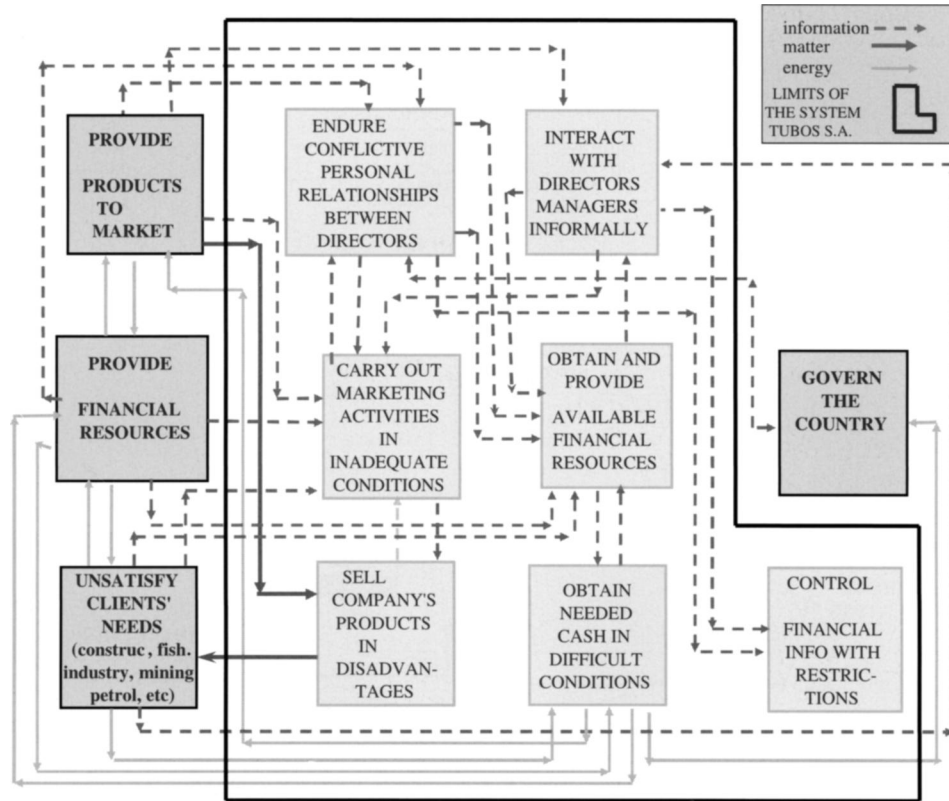 information
matter
energy
LIMITS OF
THE SYSTEM
TUBOS S.A.
PROVIDE
PRODUCTS
TO
MARKET
ENDURE
CONFLICTIVE
PERSONAL
RELATIONSHIPS
BETWEEN
DIRECTORS
INTERACT
WITH
DIRECTORS
MANAGERS
INFORMALLY
PROVIDE
FINANCIAL
RESOURCES
CARRY OUT
MARKETING
ACTIVITIES
IN
INADEQUATE
CONDITIONS
OBTAIN AND
PROVIDE
AVAILABLE
FINANCIAL
RESOURCES
GOVERN
THE
COUNTRY
UNSATISFY
CLIENTS'
NEEDS
(construc , fish.
industry, mining
petrol, etc)
SELL
COMPANY'S
PRODUCTS
IN
DISADVAN-
TAGES
OBTAIN
NEEDED
CASH IN
DIFFICULT
CONDITIONS
CONTROL
FINANCIAL
INFO WITH
RESTRIC-
TIONS